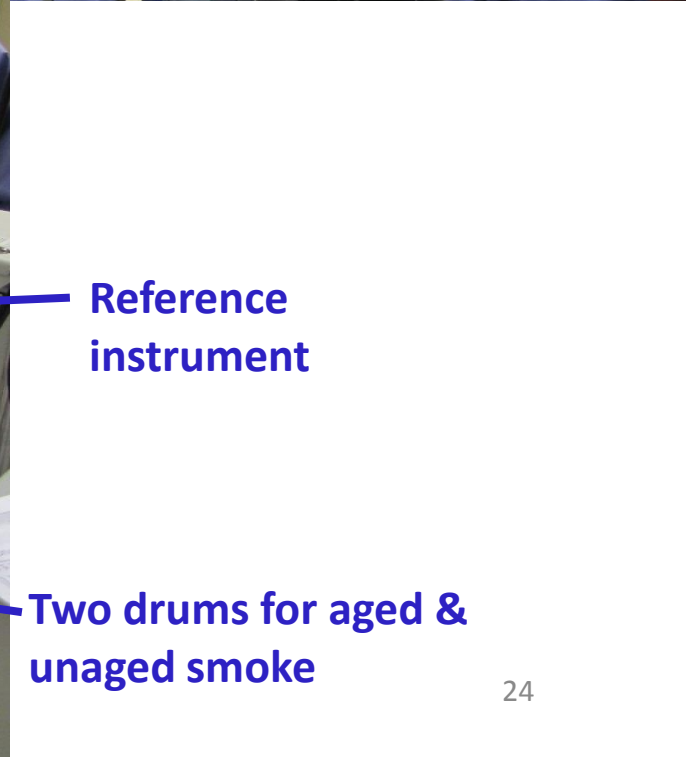 Reference
instrument
Two drums for aged &
unaged smoke
24